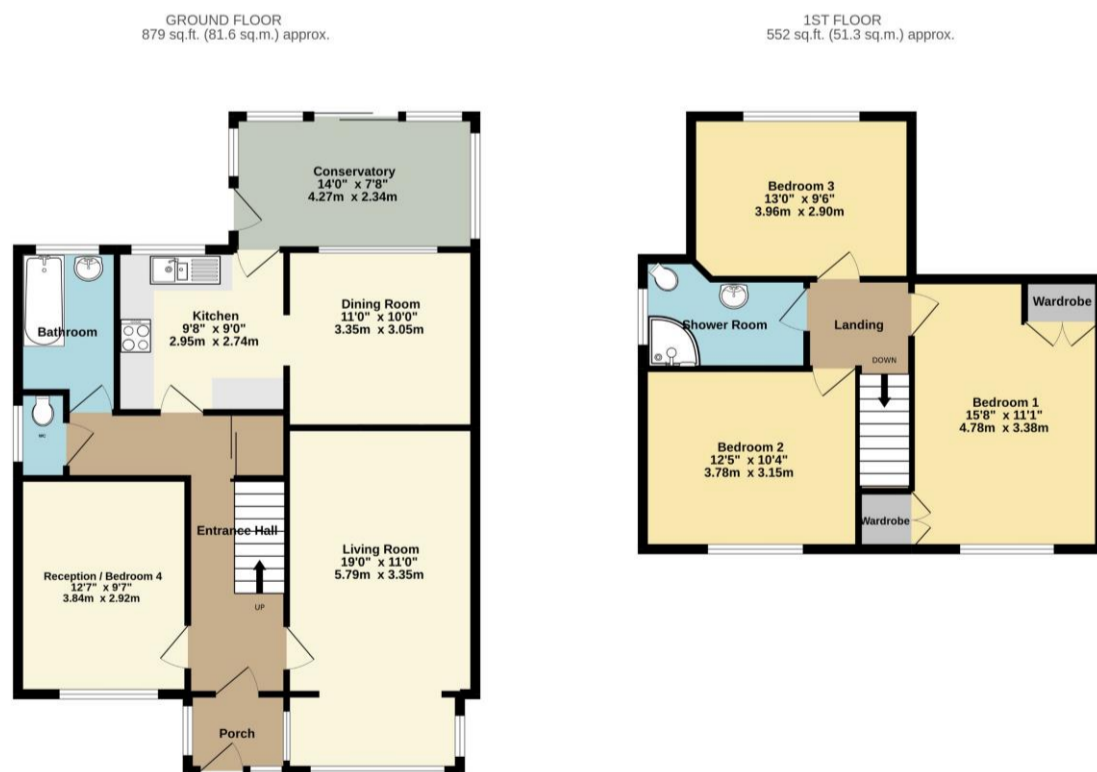 GROUND FLOOR
879 sq.ft. (81.6 sq.m.) approx.
Conservatory
14'0" x 7'8"
4.27m x 2.34m
Bathroom
Kitchen
9'8" x 9'0"
2.95m x 2.74m
Dining Room
11'0" x 10'0"
3.35m x 3.05m
WC
Entrance Hall
Living Room
19'0" x 11'0"
5.79m x 3.35m
Reception / Bedroom 4
12'7" x 9'7"
3.84m x 2.92m
UP
Porch
1ST FLOOR
552 sq.ft. (51.3 sq.m.) approx.
Bedroom 3
13'0" x 9'6"
3.96m x 2.90m
Wardrobe
Shower Room
Landing
DOWN
Bedroom 1
15'8" x 11'1"
4.78m x 3.38m
Bedroom 2
12'5" x 10'4"
3.78m x 3.15m
Wardrobe